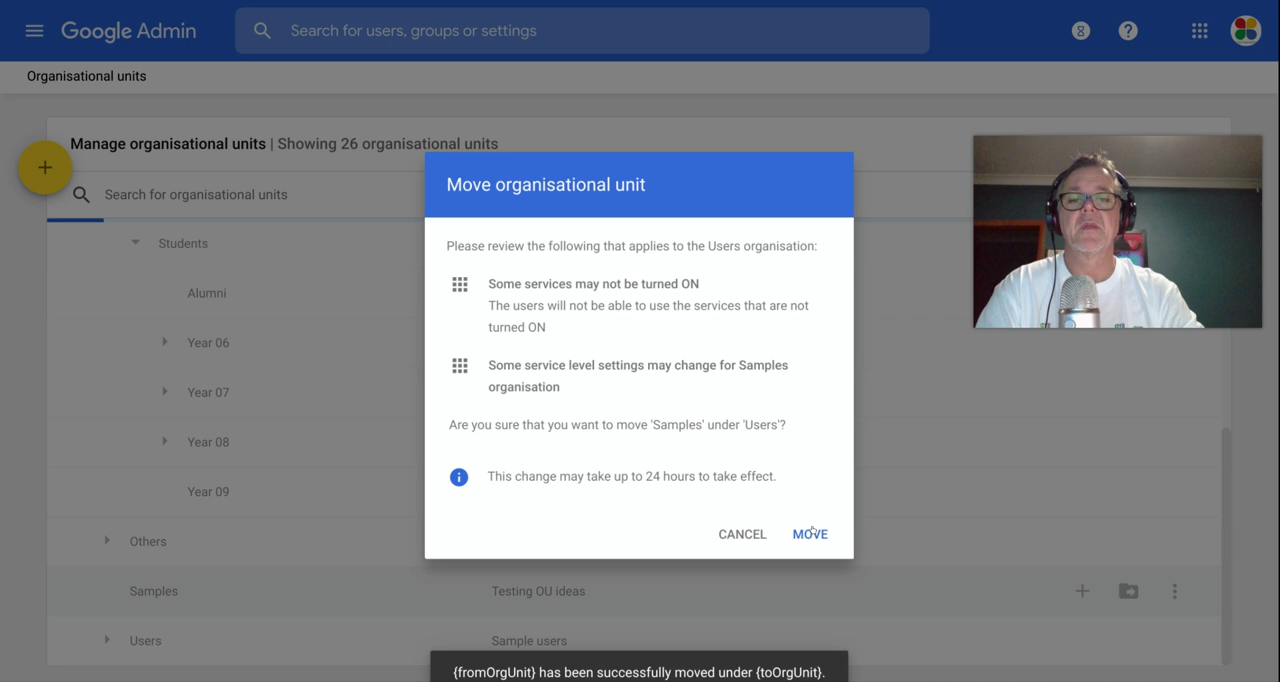 Google Admin
Search for users, groups or settings
Organisational units
Manage organisational units | Showing 26 organisational units
Search for organisational units
Students
Alumni
Year 06
Year 07
Year 08
Year 09
Others
Samples Testing OU ideas
Users Sample users
Move organisational unit
Please review the following that applies to the Users organisation:
Some services may not be turned ON
The users will not be able to use the services that are not
turned ON
Some service level settings may change for Samples
organisation
Are you sure that you want to move 'Samples' under 'Users'?
This change may take up to 24 hours to take effect.
CANCEL MOVE
{fromOrgUnit} has been successfully moved under {toOrgUnit}.